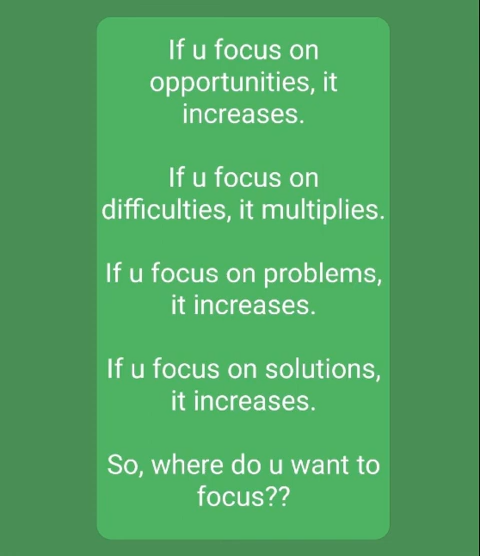 If u focus on
opportunities, it
increases.
If u focus on
difficulties, it multiplies.
If u focus on problems,
it increases.
If u focus on solutions,
it increases.
So, where do u want to
focus??